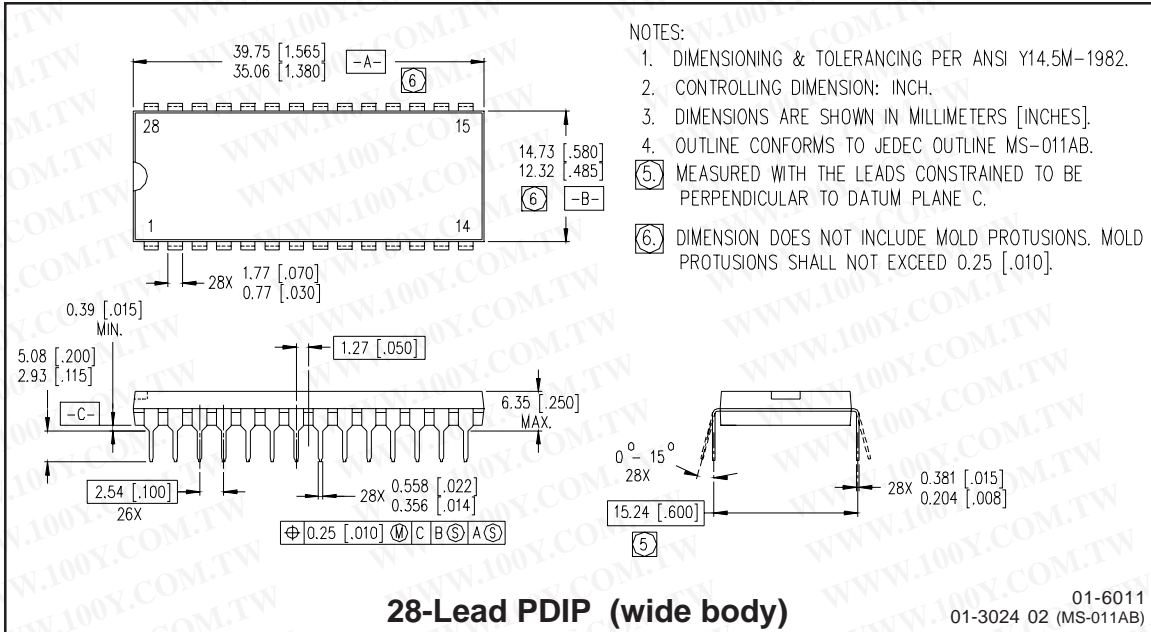 39.75 [1.565]
35.06 [1.380]
-A-
6
28
15
1
14
14.73 [.580]
12.32 [.485]
6
-B-
28X 1.77 [.070]
0.77 [.030]
NOTES:
1. DIMENSIONING & TOLERANCING PER ANSI Y14.5M-1982.
2. CONTROLLING DIMENSION: INCH.
3. DIMENSIONS ARE SHOWN IN MILLIMETERS [INCHES].
4. OUTLINE CONFORMS TO JEDEC OUTLINE MS-011AB.
5. MEASURED WITH THE LEADS CONSTRAINED TO BE
PERPENDICULAR TO DATUM PLANE C.
6. DIMENSION DOES NOT INCLUDE MOLD PROTUSIONS. MOLD
PROTUSIONS SHALL NOT EXCEED 0.25 [.010].
0.39 [.015]
MIN.
5.08 [.200]
2.93 [.115]
-C-
1.27 [.050]
6.35 [.250]
MAX.
2.54 [.100]
26X
28X 0.558 [.022]
0.356 [.014]
⌖ 0.25 [.010] Ⓜ C B Ⓢ A Ⓢ
0° - 15°
28X
28X 0.381 [.015]
0.204 [.008]
15.24 [.600]
5
28-Lead PDIP (wide body)
01-6011
01-3024 02 (MS-011AB)
WWW.100Y.COM.TW